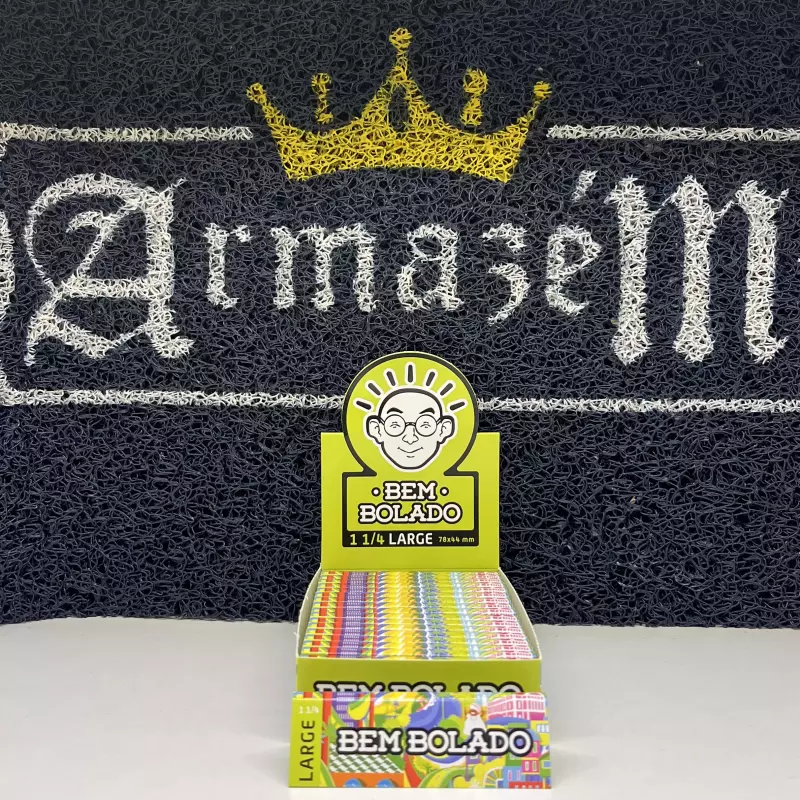 ArmazéM
BEM
BOLADO
1 1/4 LARGE 78x44 mm
BEM BOLADO
1 1/4
LARGE
BEM BOLADO